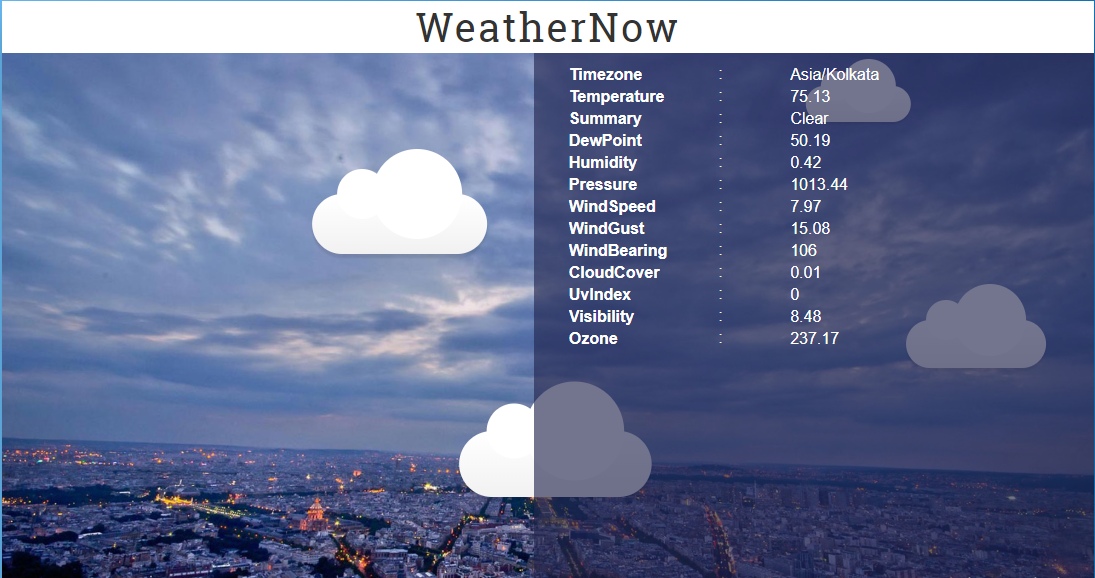 WeatherNow
Timezone : Asia/Kolkata
Temperature : 75.13
Summary : Clear
DewPoint : 50.19
Humidity : 0.42
Pressure : 1013.44
WindSpeed : 7.97
WindGust : 15.08
WindBearing : 106
CloudCover : 0.01
UvIndex : 0
Visibility : 8.48
Ozone : 237.17